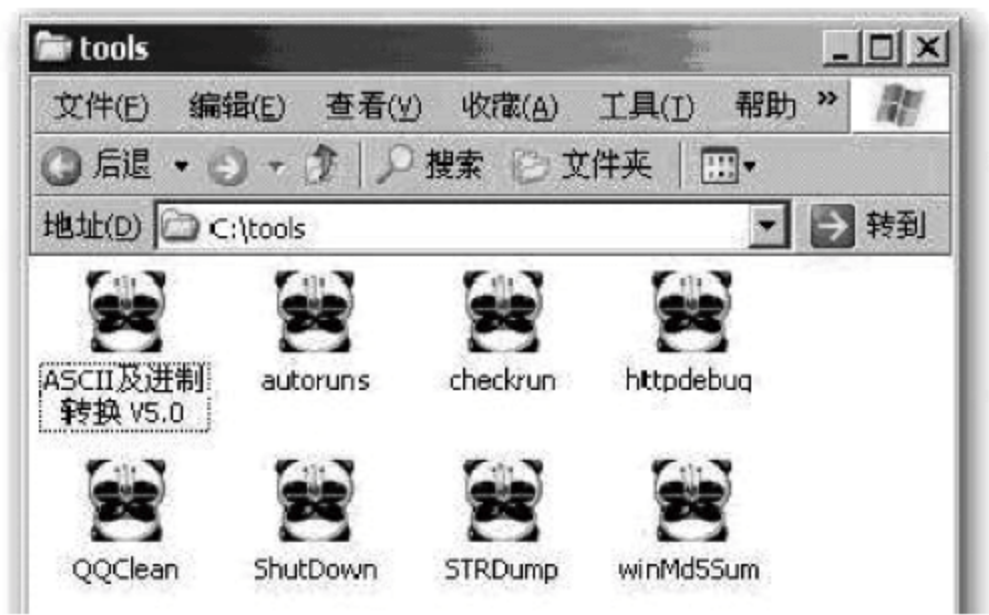 tools
文件(F) 编辑(E) 查看(V) 收藏(A) 工具(T) 帮助 »
后退 搜索 文件夹
地址(D) C:\tools 转到
ASCII及进制 autoruns checkrun httpdebug
转换 V5.0
QQClean ShutDown STRDump winMd5Sum